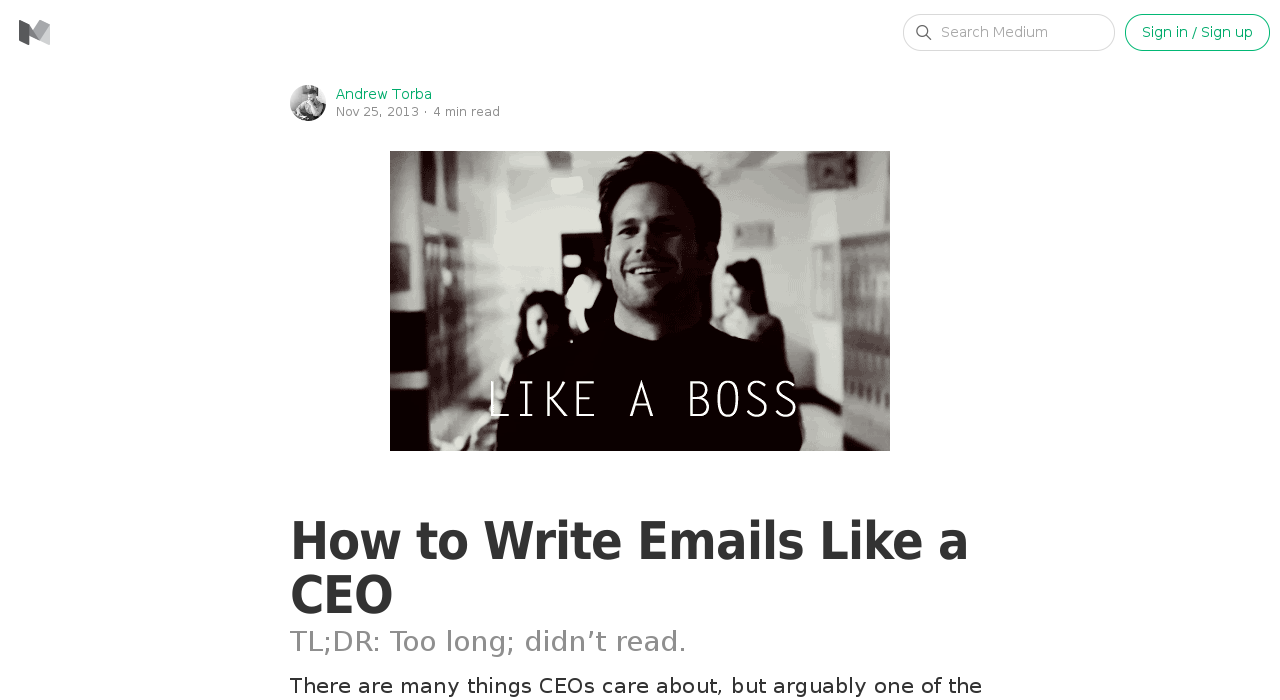 Search Medium
Sign in / Sign up
Andrew Torba
Nov 25, 2013 · 4 min read
LIKE A BOSS
How to Write Emails Like a
CEO
TL;DR: Too long; didn’t read.
There are many things CEOs care about, but arguably one of the